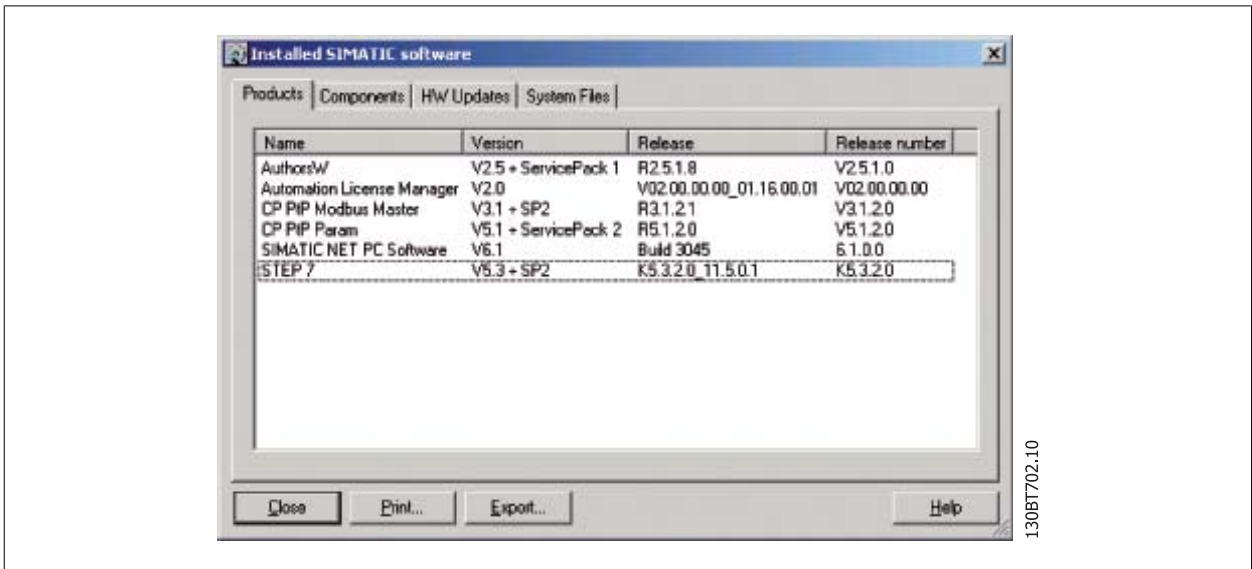 Installed SIMATIC software
Products Components HW Updates System Files
Name Version Release Release number
AuthorsW V2.5 + ServicePack 1 R2.5.1.8 V2.5.1.0
Automation License Manager V2.0 V02.00.00.00_01.16.00.01 V02.00.00.00
CP PtP Modbus Master V3.1 + SP2 R3.1.2.1 V3.1.2.0
CP PtP Param V5.1 + ServicePack 2 R5.1.2.0 V5.1.2.0
SIMATIC NET PC Software V6.1 Build 3045 6.1.0.0
STEP 7 V5.3 + SP2 K5.3.2.0_11.5.0.1 K5.3.2.0
Close Print... Export... Help
130BT702.10